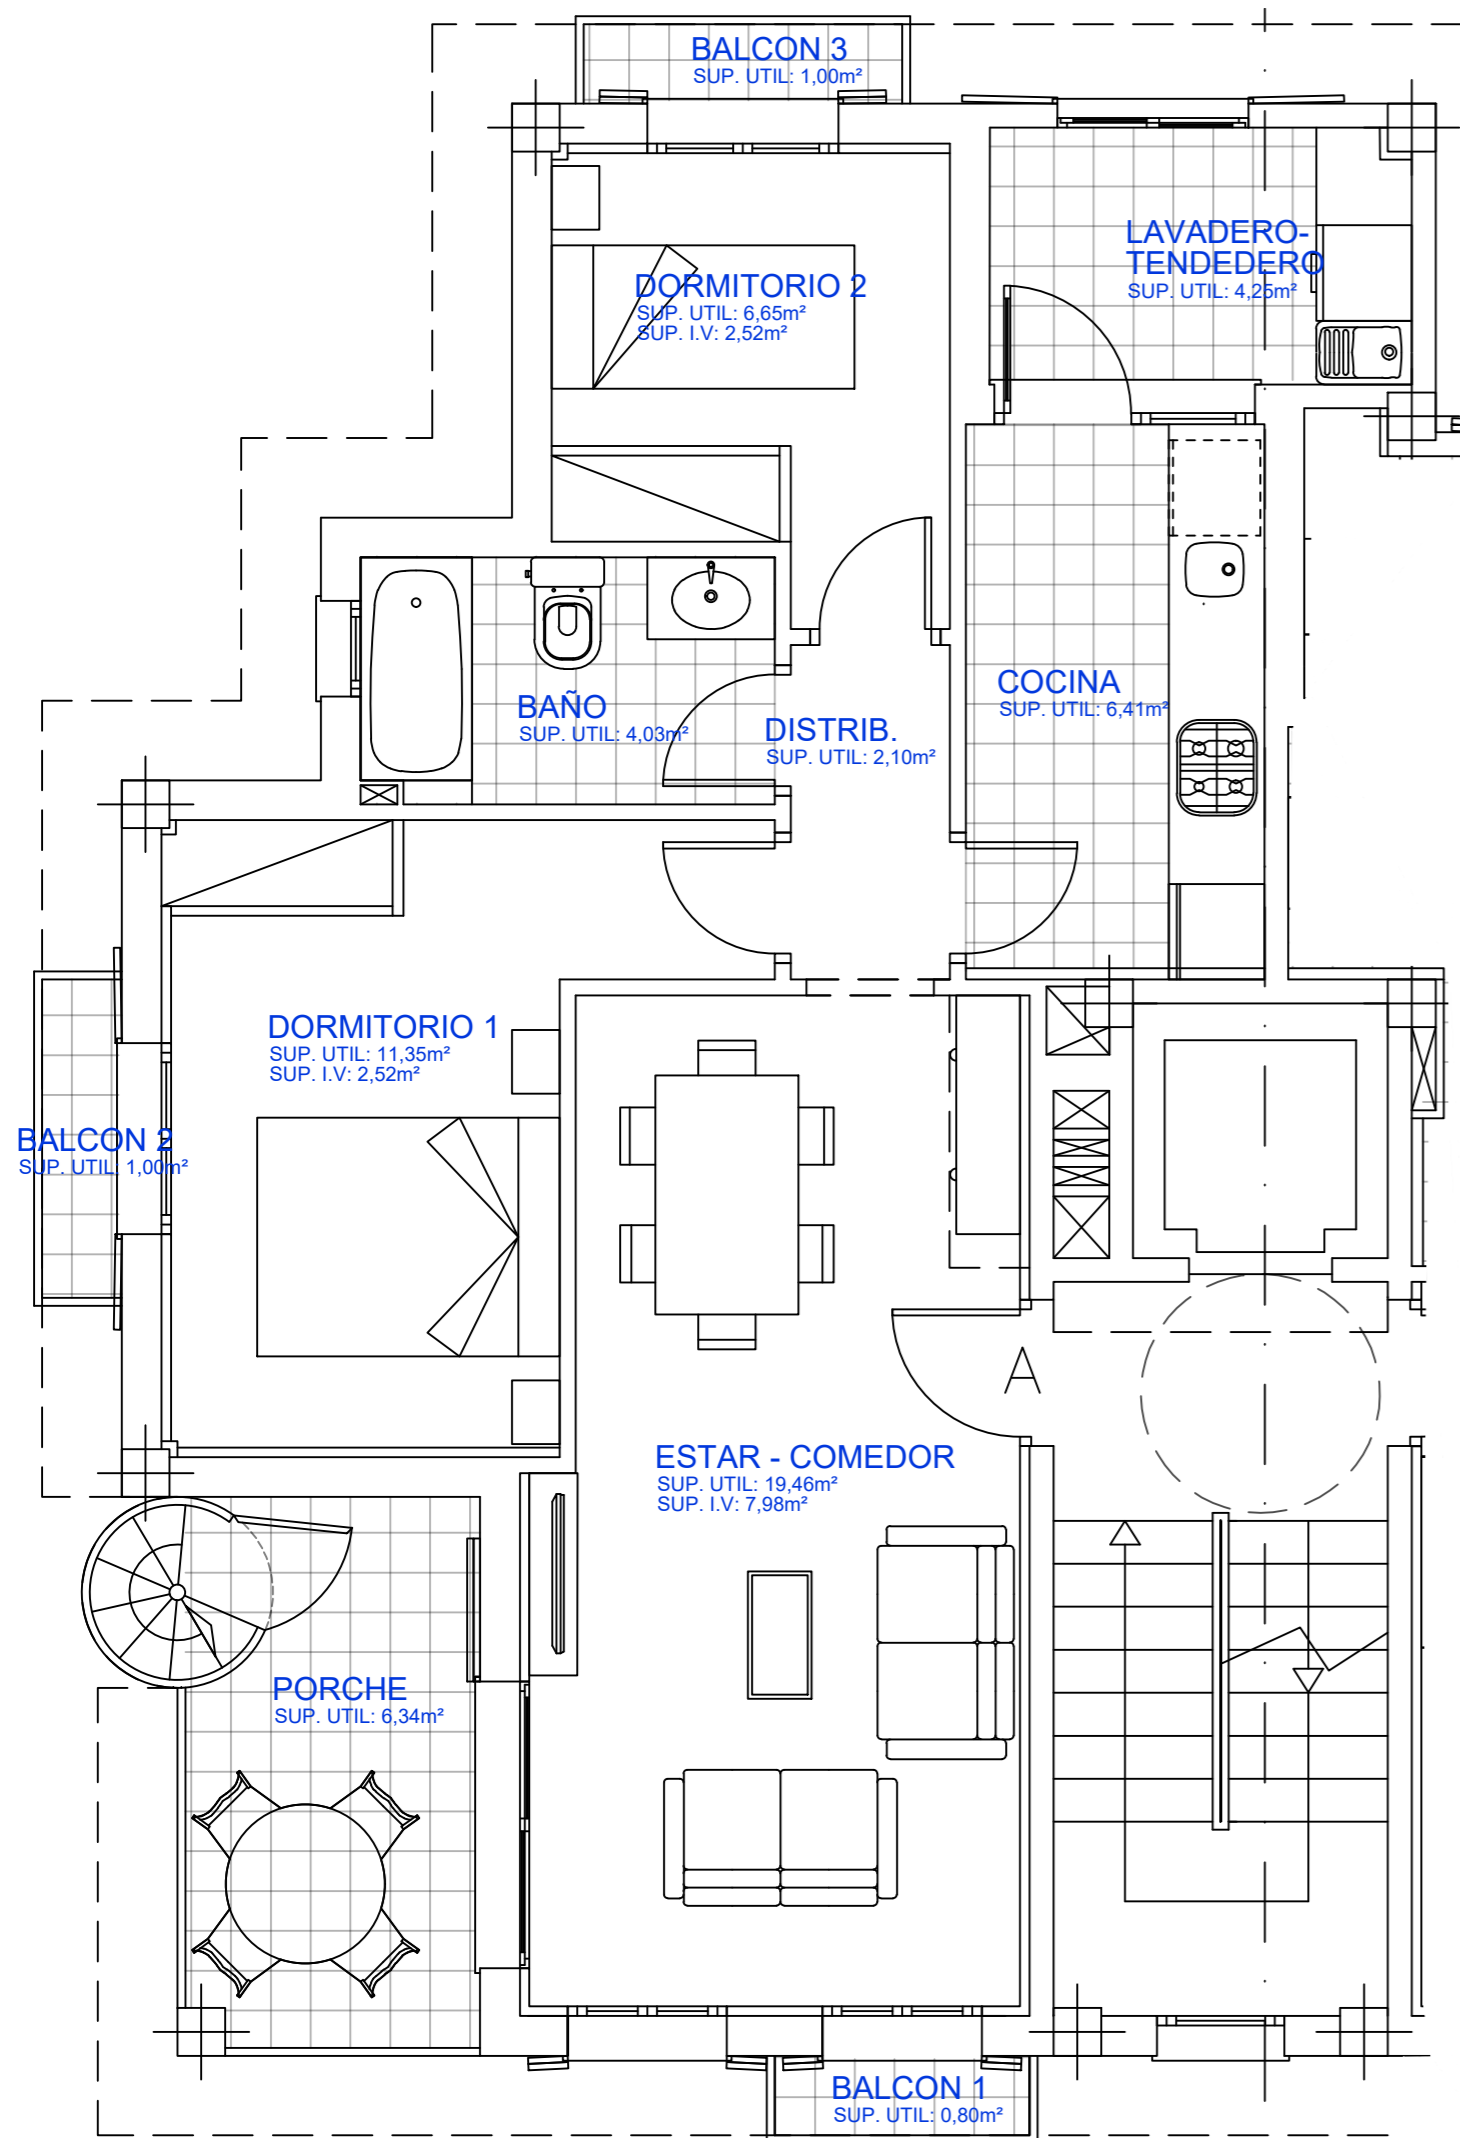 BALCON 3
SUP. UTIL: 1,00m²
LAVADERO-
TENDEDERO
SUP. UTIL: 4,25m²
DORMITORIO 2
SUP. UTIL: 6,65m²
SUP. I.V: 2,52m²
COCINA
SUP. UTIL: 6,41m²
BAÑO
SUP. UTIL: 4,03m²
DISTRIB.
SUP. UTIL: 2,10m²
DORMITORIO 1
SUP. UTIL: 11,35m²
SUP. I.V: 2,52m²
BALCON 2
SUP. UTIL: 1,00m²
A
ESTAR - COMEDOR
SUP. UTIL: 19,46m²
SUP. I.V: 7,98m²
PORCHE
SUP. UTIL: 6,34m²
BALCON 1
SUP. UTIL: 0,80m²